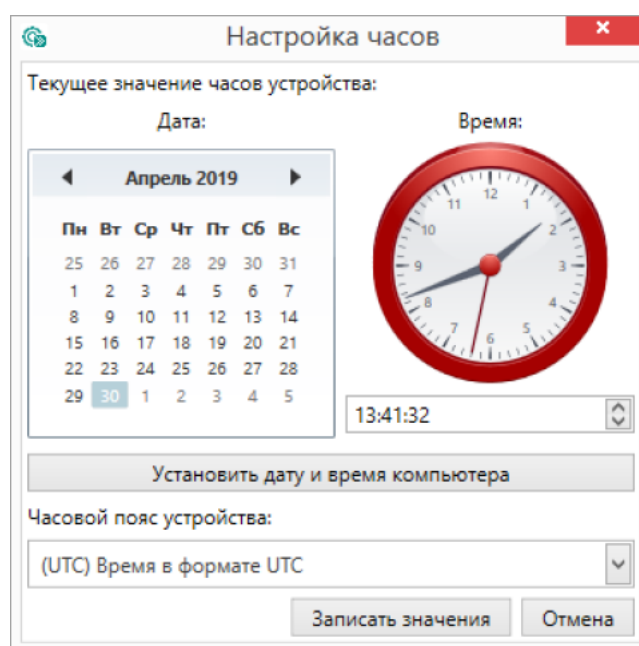 Настройка часов
Текущее значение часов устройства:
Дата:
Время:
Апрель 2019
Пн Вт Ср Чт Пт Сб Вс
25 26 27 28 29 30 31
1 2 3 4 5 6 7
8 9 10 11 12 13 14
15 16 17 18 19 20 21
22 23 24 25 26 27 28
29 30 1 2 3 4 5
12
1
2
3
4
5
6
7
8
9
10
11
13:41:32
Установить дату и время компьютера
Часовой пояс устройства:
(UTC) Время в формате UTC
Записать значения
Отмена